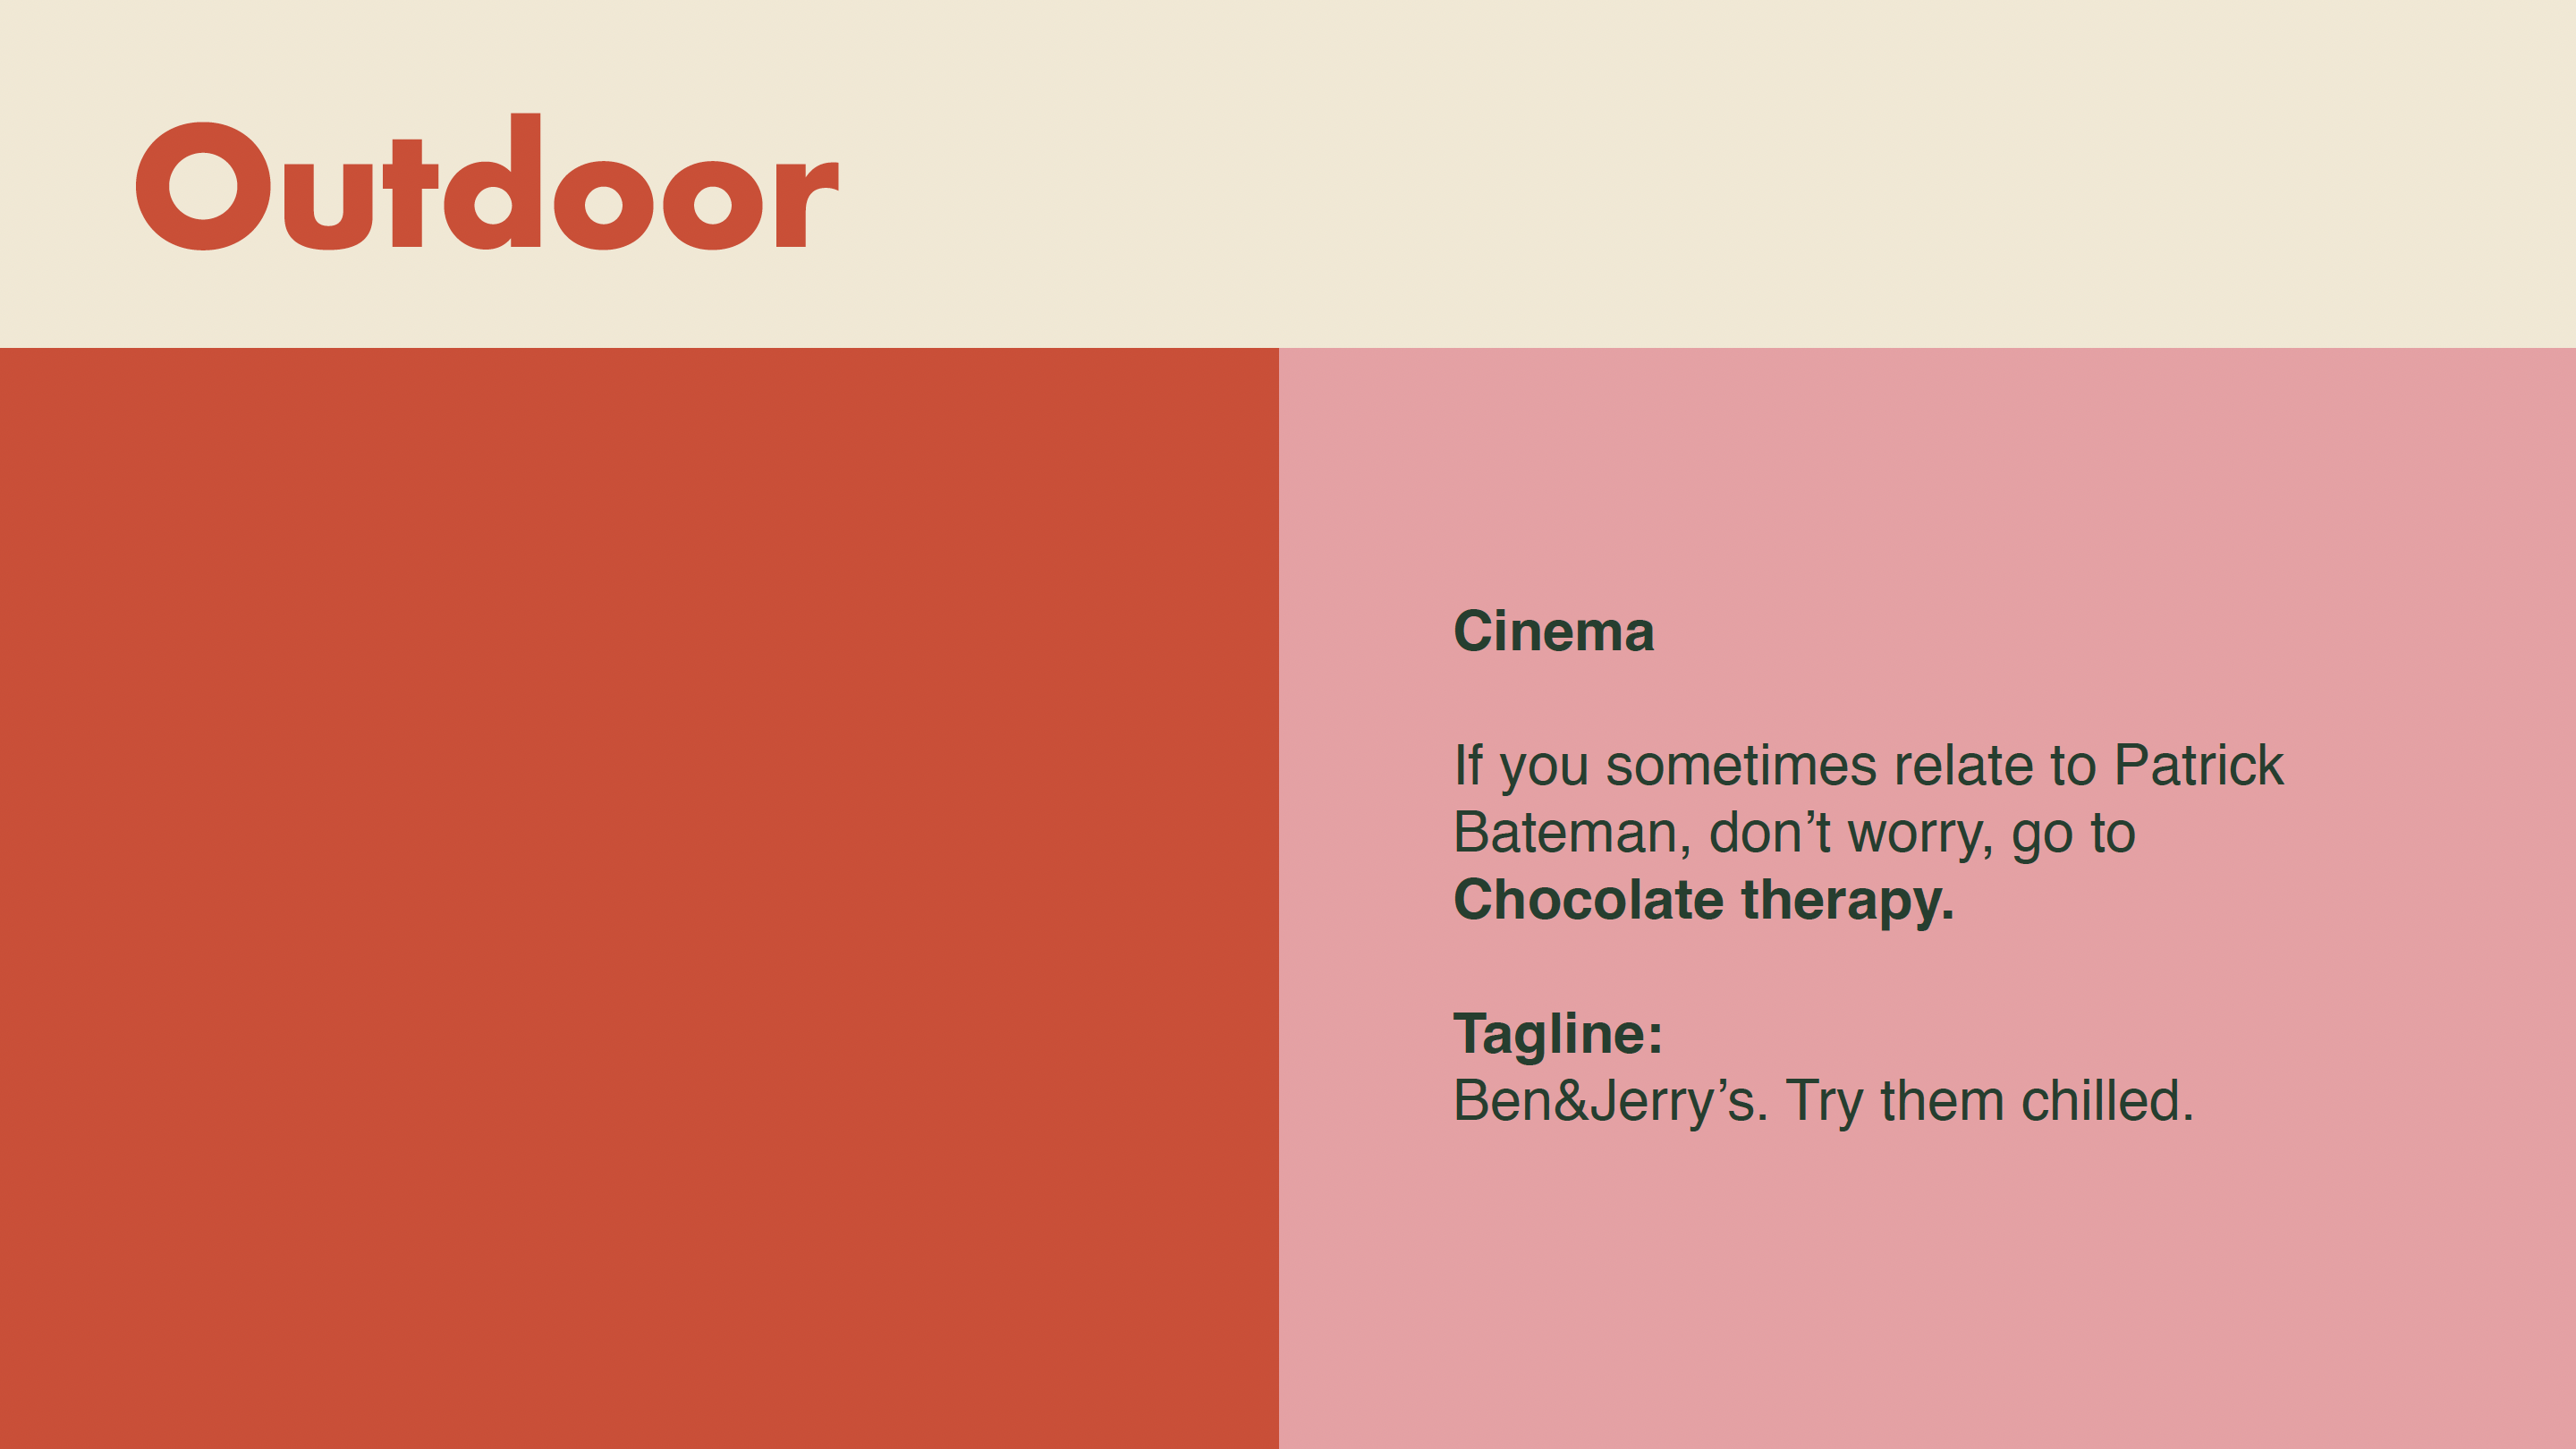 Outdoor
Cinema
If you sometimes relate to Patrick
Bateman, don’t worry, go to
Chocolate therapy.
Tagline:
Ben&Jerry’s. Try them chilled.